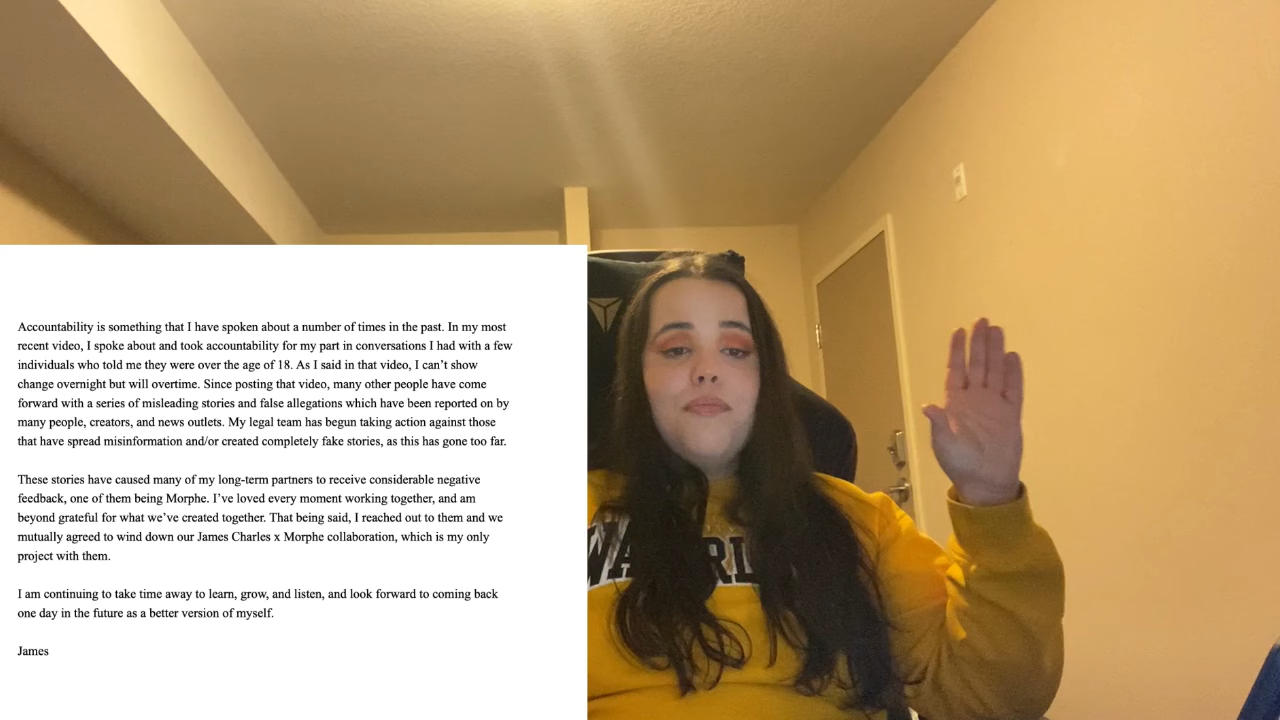 Accountability is something that I have spoken about a number of times in the past. In my most
recent video, I spoke about and took accountability for my part in conversations I had with a few
individuals who told me they were over the age of 18. As I said in that video, I can't show
change overnight but will overtime. Since posting that video, many other people have come
forward with a series of misleading stories and false allegations which have been reported on by
many people, creators, and news outlets. My legal team has begun taking action against those
that have spread misinformation and/or created completely fake stories, as this has gone too far.
These stories have caused many of my long-term partners to receive considerable negative
feedback, one of them being Morphe. I've loved every moment working together, and am
beyond grateful for what we've created together. That being said, I reached out to them and we
mutually agreed to wind down our James Charles x Morphe collaboration, which is my only
project with them.
I am continuing to take time away to learn, grow, and listen, and look forward to coming back
one day in the future as a better version of myself.
James